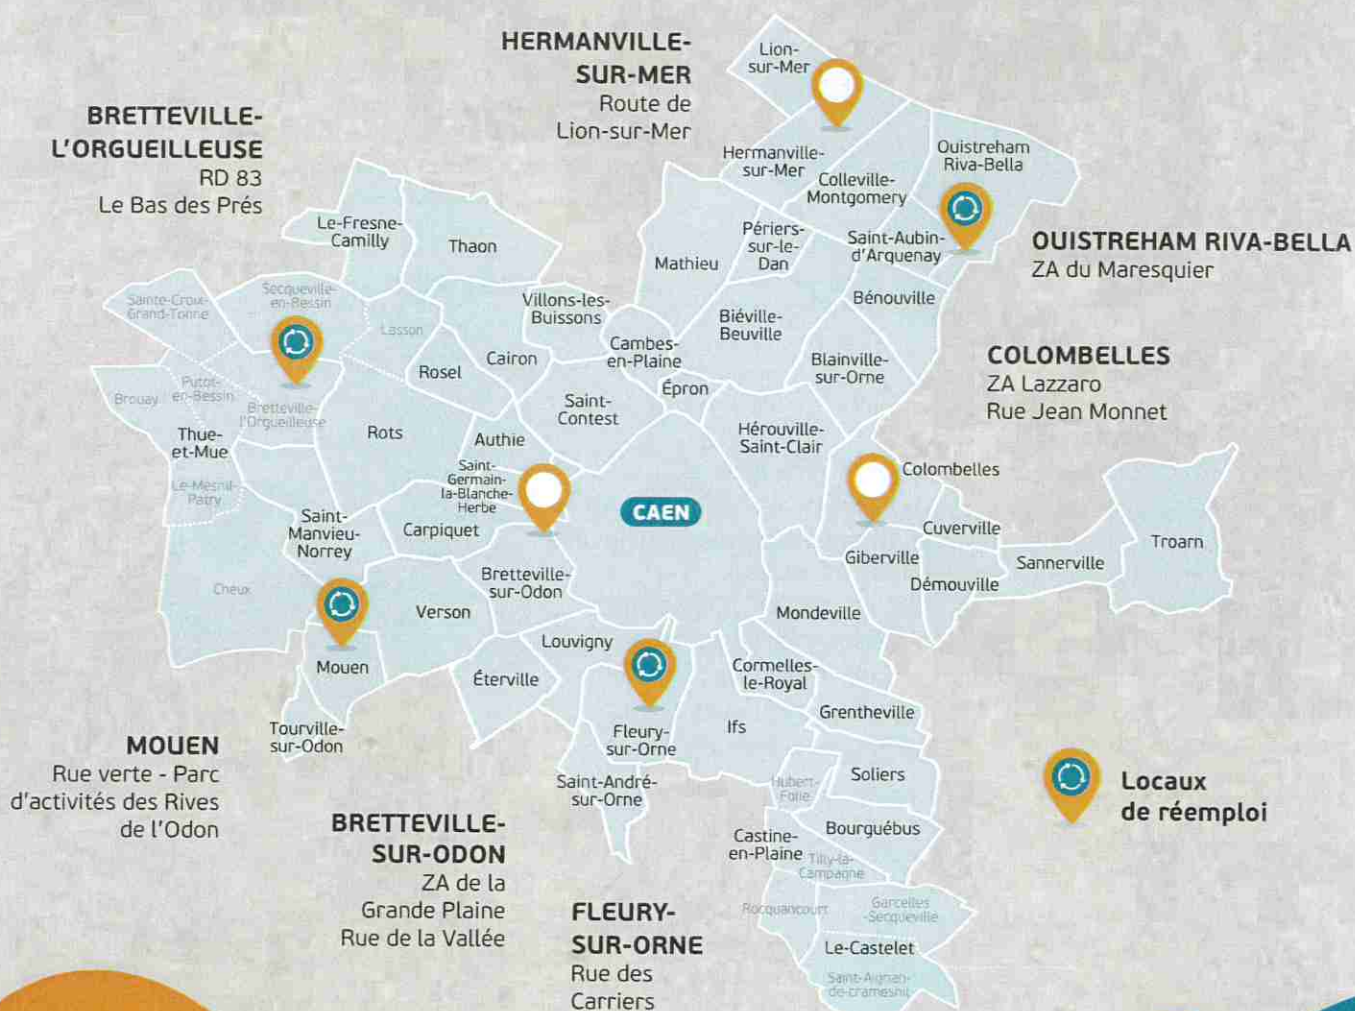 HERMANVILLE-
SUR-MER
Route de
Lion-sur-Mer
BRETTEVILLE-
L'ORGUEILLEUSE
RD 83
Le Bas des Prés
OUISTREHAM RIVA-BELLA
ZA du Maresquier
COLOMBELLES
ZA Lazzaro
Rue Jean Monnet
MOUEN
Rue verte - Parc
d'activités des Rives
de l'Odon
BRETTEVILLE-
SUR-ODON
ZA de la
Grande Plaine
Rue de la Vallée
FLEURY-
SUR-ORNE
Rue des
Carriers
Locaux
de réemploi
Lion-
sur-Mer
Hermanville-
sur-Mer
Colleville-
Montgomery
Ouistreham
Riva-Bella
Saint-Aubin-
d'Arquenay
Périers-
sur-le-
Dan
Mathieu
Bénouville
Biéville-
Beuville
Blainville-
sur-Orne
Le-Fresne-
Camilly
Thaon
Villons-les-
Buissons
Cambes-
en-Plaine
Épron
Cairon
Rosel
Lasson
Secqueville-
en-Bessin
Sainte-Croix-
Grand-Tonne
Putot-
en-Bessin
Brouay
Bretteville-
l'Orgueilleuse
Thue-
et-Mue
Le-Mesnil-
Patry
Rots
Authie
Saint-
Contest
Saint-
Germain-
la-Blanche-
Herbe
Hérouville-
Saint-Clair
Colombelles
CAEN
Cuverville
Giberville
Démouville
Sannerville
Troarn
Saint-
Manvieu-
Norrey
Carpiquet
Cheux
Bretteville-
sur-Odon
Verson
Mondeville
Mouen
Tourville-
sur-Odon
Louvigny
Éterville
Cormelles-
le-Royal
Grentheville
Ifs
Fleury-
sur-Orne
Saint-André-
sur-Orne
Hubert-
Folie
Soliers
Bourguébus
Castine-
en-Plaine
Tilly-la-
Campagne
Rocquancourt
Garcelles
-Secqueville
Le-Castelet
Saint-Aignan-
de-cramesnil